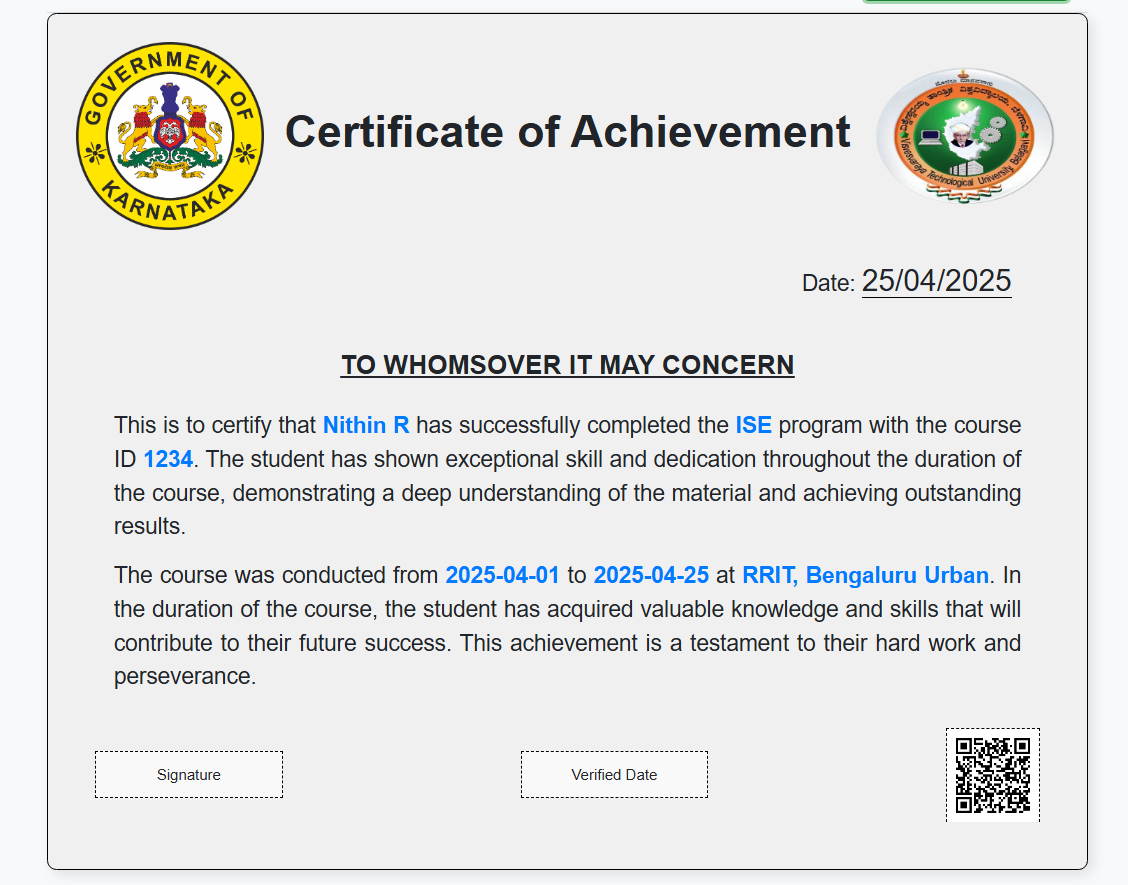 GOVERNMENT OF
KARNATAKA
Certificate of Achievement
Visvesvaraya Technological University, Belagavi
Date: 25/04/2025
TO WHOMSOVER IT MAY CONCERN
This is to certify that Nithin R has successfully completed the ISE program with the course
ID 1234. The student has shown exceptional skill and dedication throughout the duration of
the course, demonstrating a deep understanding of the material and achieving outstanding
results.
The course was conducted from 2025-04-01 to 2025-04-25 at RRIT, Bengaluru Urban. In
the duration of the course, the student has acquired valuable knowledge and skills that will
contribute to their future success. This achievement is a testament to their hard work and
perseverance.
Signature
Verified Date